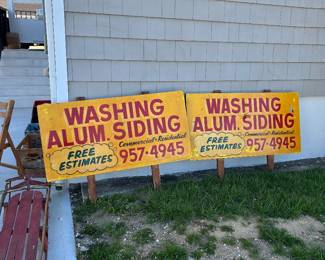 WASHING
ALUM. SIDING
Commercial-Residential
FREE
ESTIMATES
957-4945
WASHING
ALUM. SIDING
Commercial-Residential
FREE
ESTIMATES
957-4945